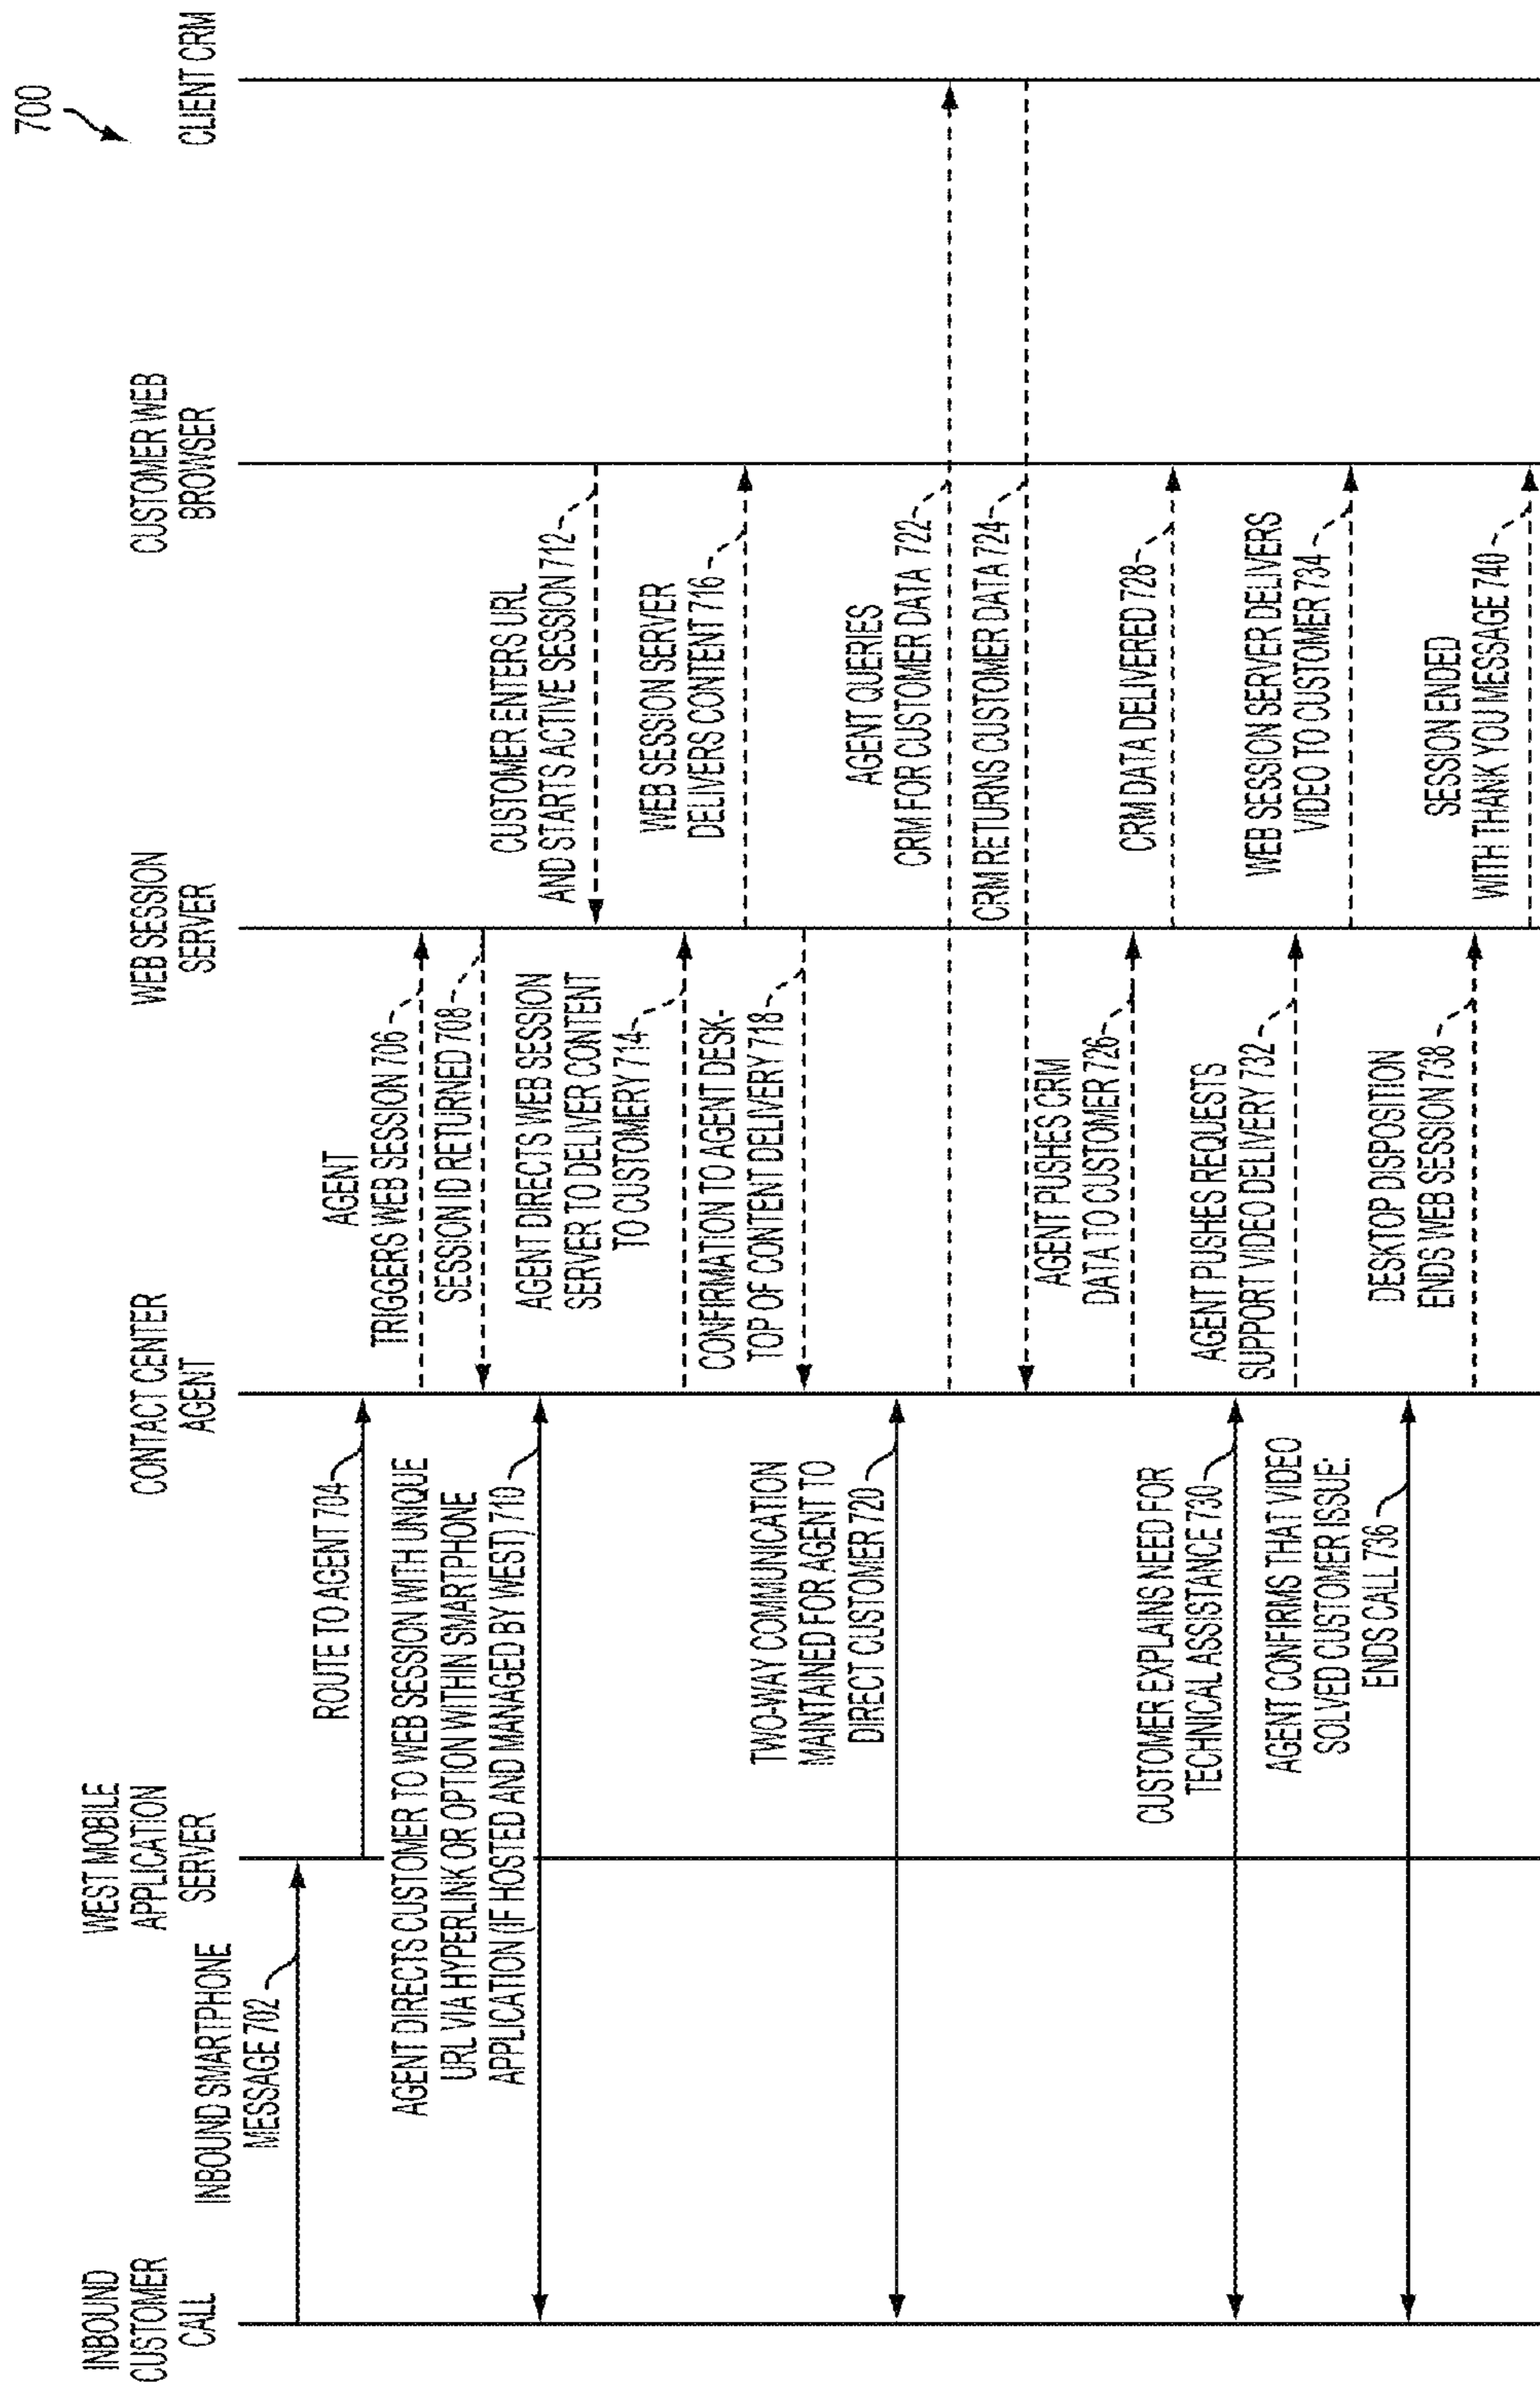 700
INBOUND
CUSTOMER
CALL
WEST MOBILE
APPLICATION
SERVER
CONTACT CENTER
AGENT
WEB SESSION
SERVER
CUSTOMER WEB
BROWSER
CLIENT CRM
INBOUND SMARTPHONE
MESSAGE 702
ROUTE TO AGENT 704
AGENT
TRIGGERS WEB SESSION 706
SESSION ID RETURNED 708
AGENT DIRECTS CUSTOMER TO WEB SESSION WITH UNIQUE
URL VIA HYPERLINK OR OPTION WITHIN SMARTPHONE
APPLICATION (IF HOSTED AND MANAGED BY WEST) 710
CUSTOMER ENTERS URL
AND STARTS ACTIVE SESSION 712
AGENT DIRECTS WEB SESSION
SERVER TO DELIVER CONTENT
TO CUSTOMERY 714
WEB SESSION SERVER
DELIVERS CONTENT 716
CONFIRMATION TO AGENT DESK-
TOP OF CONTENT DELIVERY 718
TWO-WAY COMMUNICATION
MAINTAINED FOR AGENT TO
DIRECT CUSTOMER 720
AGENT QUERIES
CRM FOR CUSTOMER DATA 722
CRM RETURNS CUSTOMER DATA 724
AGENT PUSHES CRM
DATA TO CUSTOMER 726
CRM DATA DELIVERED 728
CUSTOMER EXPLAINS NEED FOR
TECHNICAL ASSISTANCE 730
AGENT PUSHES REQUESTS
SUPPORT VIDEO DELIVERY 732
WEB SESSION SERVER DELIVERS
VIDEO TO CUSTOMER 734
AGENT CONFIRMS THAT VIDEO
SOLVED CUSTOMER ISSUE:
ENDS CALL 736
DESKTOP DISPOSITION
ENDS WEB SESSION 738
SESSION ENDED
WITH THANK YOU MESSAGE 740